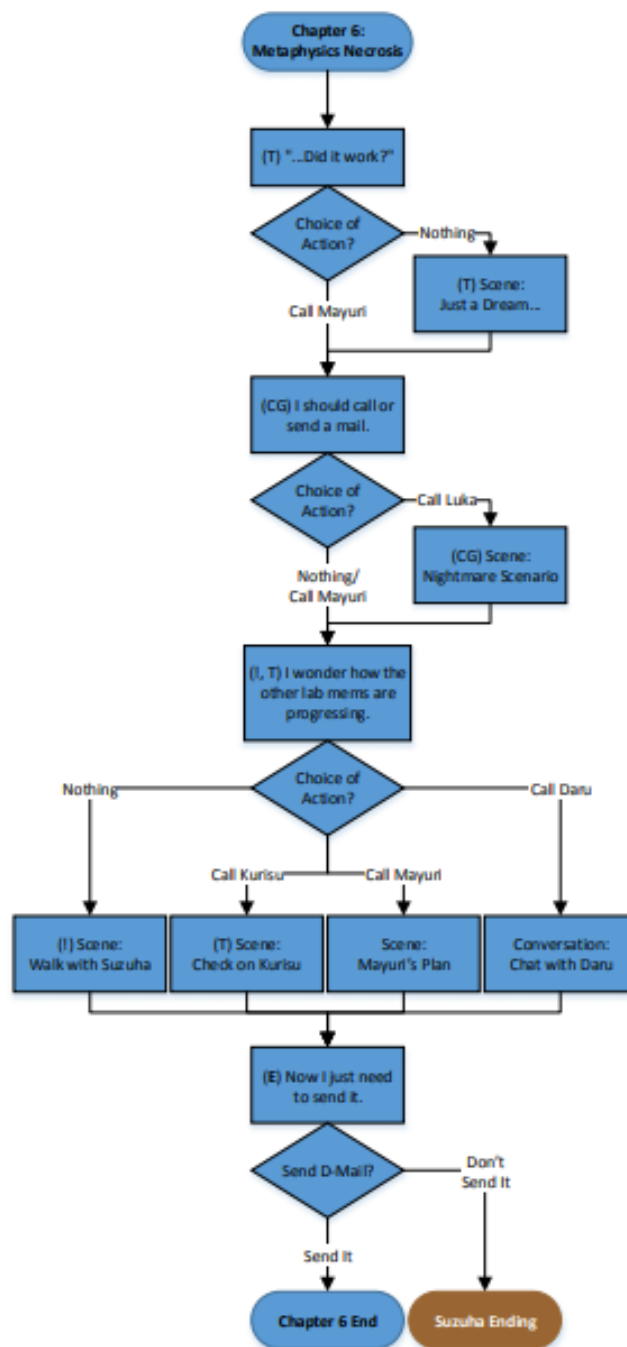 Chapter 6:
Metaphysics Necrosis
(T) "...Did it work?"
Choice of
Action?
Nothing
(T) Scene:
Just a Dream...
Call Mayuri
(CG) I should call or
send a mail.
Choice of
Action?
Call Luka
(CG) Scene:
Nightmare Scenario
Nothing/
Call Mayuri
(!, T) I wonder how the
other lab mems are
progressing.
Choice of
Action?
Nothing
Call Daru
Call Kurisu
Call Mayuri
(!) Scene:
Walk with Suzuha
(T) Scene:
Check on Kurisu
Scene:
Mayuri's Plan
Conversation:
Chat with Daru
(E) Now I just need
to send it.
Send D-Mail?
Don't
Send It
Send It
Chapter 6 End
Suzuha Ending